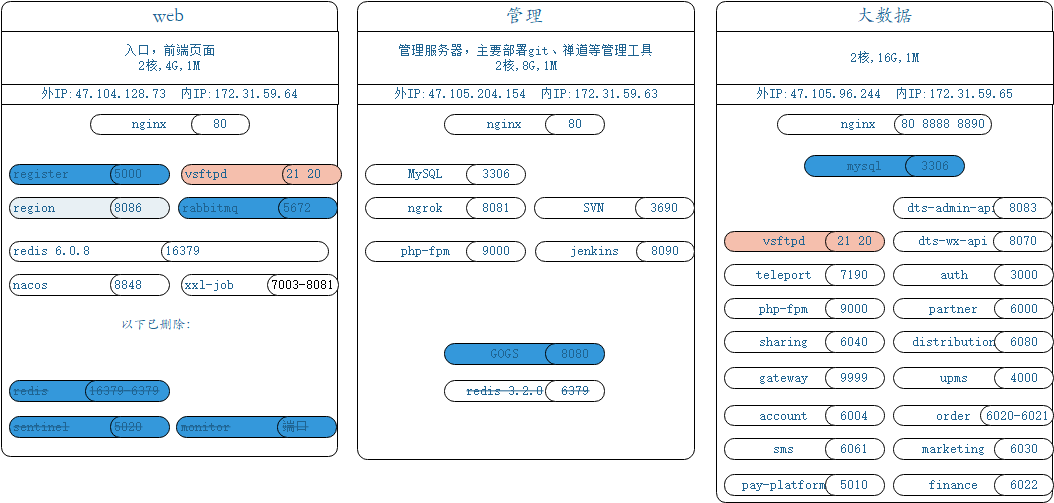 web
入口，前端页面
2核,4G,1M
外IP:47.104.128.73 内IP:172.31.59.64
nginx 80
register 5000 vsftpd 21 20
region 8086 rabbitmq 5672
redis 6.0.8 16379
nacos 8848 xxl-job 7003-8081
以下已删除:
redis 16379-6379
sentinel 5020 monitor 端口
管理
管理服务器，主要部署git、禅道等管理工具
2核,8G,1M
外IP:47.105.204.154 内IP:172.31.59.63
nginx 80
MySQL 3306
ngrok 8081 SVN 3690
php-fpm 9000 jenkins 8090
GOGS 8080
redis 3.2.0 6379
大数据
2核,16G,1M
外IP:47.105.96.244 内IP:172.31.59.65
nginx 80 8888 8890
mysql 3306
dts-admin-api 8083
vsftpd 21 20 dts-wx-api 8070
teleport 7190 auth 3000
php-fpm 9000 partner 6000
sharing 6040 distribution 6080
gateway 9999 upms 4000
account 6004 order 6020-6021
sms 6061 marketing 6030
pay-platform 5010 finance 6022